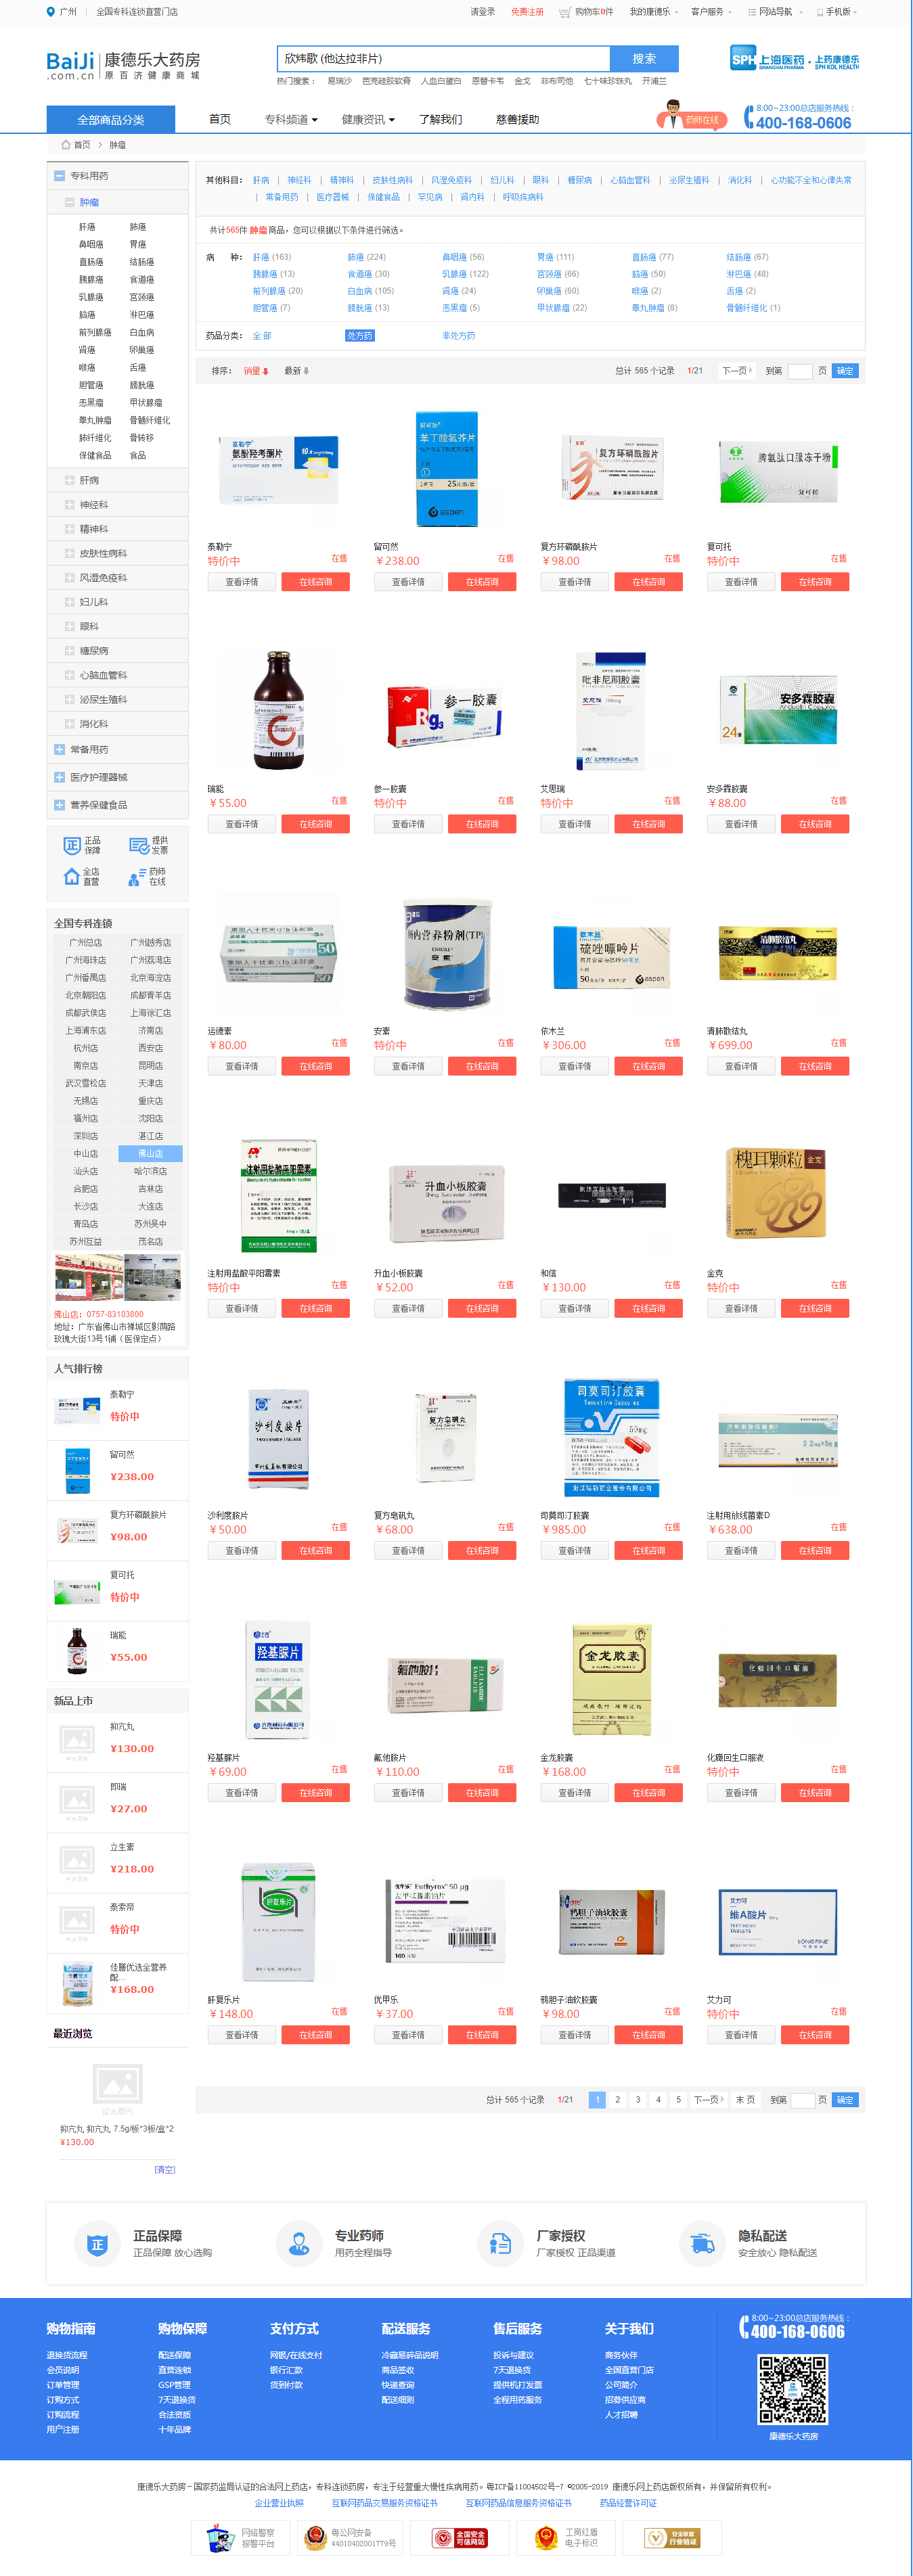 广州 全国专科连锁直营门店
请登录 免费注册 购物车0件 我的康德乐 客户服务 网站导航 手机版
BaiJi 康德乐大药房
.com.cn 原百济健康商城
欣炜歌 (他达拉非片) 搜索
热门搜索： 易瑞沙 芭克硅胶软膏 人血白蛋白 恩替卡韦 金戈 非布司他 七十味珍珠丸 开浦兰
SPH 上海医药 . 上药康德乐
SHANGHAI PHARMA SPH KDL HEALTH
全部商品分类 首页 专科频道 健康资讯 了解我们 慈善援助
药师在线
8:00~23:00总店服务热线：
400-168-0606
首页 > 肿瘤
专科用药
肿瘤
肝癌 肺癌
鼻咽癌 胃癌
直肠癌 结肠癌
胰腺癌 食道癌
乳腺癌 宫颈癌
脑癌 淋巴癌
前列腺癌 白血病
肾癌 卵巢癌
喉癌 舌癌
胆管癌 膀胱癌
恶黑瘤 甲状腺瘤
睾丸肿瘤 骨髓纤维化
肺纤维化 骨转移
保健食品 食品
肝病
神经科
精神科
皮肤性病科
风湿免疫科
妇儿科
眼科
糖尿病
心脑血管科
泌尿生殖科
消化科
常备用药
医疗护理器械
营养保健食品
正品保障 提供发票
全店直营 药师在线
全国专科连锁
广州总店 广州越秀店
广州海珠店 广州荔湾店
广州番禺店 北京海淀店
北京朝阳店 成都青羊店
成都武侯店 上海徐汇店
上海浦东店 济南店
杭州店 西安店
南京店 昆明店
武汉雪松店 天津店
无锡店 重庆店
福州店 沈阳店
深圳店 湛江店
中山店 佛山店
汕头店 哈尔滨店
合肥店 吉林店
长沙店 大连店
青岛店 苏州吴中
苏州互益 茂名店
佛山店：0757-83103800
地址：广东省佛山市禅城区影荫路
玫瑰大街13号1铺（医保定点）
人气排行榜
泰勒宁
特价中
留可然
¥238.00
复方环磷酰胺片
¥98.00
复可托
特价中
瑞能
¥55.00
新品上市
抑亢丸
¥130.00
即瑞
¥27.00
立生素
¥218.00
泰索帝
特价中
佳膳优选全营养
配...
¥168.00
最近浏览
暂无图片
抑亢丸 抑亢丸 7.5g/板*3板/盒*2
¥130.00
[清空]
其他科目： 肝病 | 神经科 | 精神科 | 皮肤性病科 | 风湿免疫科 | 妇儿科 | 眼科 | 糖尿病 | 心脑血管科 | 泌尿生殖科 | 消化科 | 心功能不全和心律失常
| 常备用药 | 医疗器械 | 保健食品 | 罕见病 | 肾内科 | 呼吸疾病科
共计565件 肿瘤 商品，您可以根据以下条件进行筛选。
病 种： 肝癌 (163) 肺癌 (224) 鼻咽癌 (56) 胃癌 (111) 直肠癌 (77) 结肠癌 (67)
胰腺癌 (13) 食道癌 (30) 乳腺癌 (122) 宫颈癌 (66) 脑癌 (50) 淋巴癌 (48)
前列腺癌 (20) 白血病 (105) 肾癌 (24) 卵巢癌 (60) 喉癌 (2) 舌癌 (2)
胆管癌 (7) 膀胱癌 (13) 恶黑瘤 (5) 甲状腺瘤 (22) 睾丸肿瘤 (8) 骨髓纤维化 (1)
药品分类： 全 部 处方药 非处方药
排序： 销量 最新 总计 565 个记录 1/21 下一页 到第 页 确定
泰勒宁 留可然 复方环磷酰胺片 复可托
特价中 在售 ￥238.00 在售 ￥98.00 在售 特价中 在售
查看详情 在线咨询 查看详情 在线咨询 查看详情 在线咨询 查看详情 在线咨询
瑞能 参一胶囊 艾思瑞 安多霖胶囊
￥55.00 在售 特价中 在售 特价中 在售 ￥88.00 在售
查看详情 在线咨询 查看详情 在线咨询 查看详情 在线咨询 查看详情 在线咨询
运德素 安素 依木兰 清肺散结丸
￥80.00 在售 特价中 在售 ￥306.00 在售 ￥699.00 在售
查看详情 在线咨询 查看详情 在线咨询 查看详情 在线咨询 查看详情 在线咨询
注射用盐酸平阳霉素 升血小板胶囊 和信 金克
特价中 在售 ￥52.00 在售 ￥130.00 在售 特价中 在售
查看详情 在线咨询 查看详情 在线咨询 查看详情 在线咨询 查看详情 在线咨询
沙利度胺片 复方皂矾丸 司莫司汀胶囊 注射用放线菌素D
￥50.00 在售 ￥68.00 在售 ￥985.00 在售 ￥638.00 在售
查看详情 在线咨询 查看详情 在线咨询 查看详情 在线咨询 查看详情 在线咨询
羟基脲片 氟他胺片 金龙胶囊 化癥回生口服液
￥69.00 在售 ￥110.00 在售 ￥168.00 在售 特价中 在售
查看详情 在线咨询 查看详情 在线咨询 查看详情 在线咨询 查看详情 在线咨询
肝复乐片 优甲乐 鸦胆子油软胶囊 艾力可
￥148.00 在售 ￥37.00 在售 ￥98.00 在售 特价中 在售
查看详情 在线咨询 查看详情 在线咨询 查看详情 在线咨询 查看详情 在线咨询
总计 565 个记录 1/21 1 2 3 4 5 下一页 末 页 到第 页 确定
正品保障 专业药师 厂家授权 隐私配送
正品保障 放心选购 用药全程指导 厂家授权 正品渠道 安全放心 隐私配送
购物指南 购物保障 支付方式 配送服务 售后服务 关于我们
退换货流程 配送保障 网银/在线支付 冷藏易碎品说明 投诉与建议 商务伙伴
会员说明 直营连锁 银行汇款 商品签收 7天退换货 全国直营门店
订单管理 GSP管理 货到付款 快递查询 提供机打发票 公司简介
订购方式 7天退换货 配送细则 全程用药服务 招募供应商
订购流程 合法资质 人才招聘
用户注册 十年品牌
8:00~23:00总店服务热线：
400-168-0606
康德乐大药房
康德乐大药房－国家药监局认证的合法网上药店，专科连锁药房，专注于经营重大慢性疾病用药。粤ICP备11004502号-7 ©2005-2019 康德乐网上药店版权所有，并保留所有权利。
企业营业执照 互联网药品交易服务资格证书 互联网药品信息服务资格证书 药品经营许可证
网络警察报警平台 粤公网安备 44010402001779号 全国安全可信网站 工商红盾电子标识 安全联盟行业验证